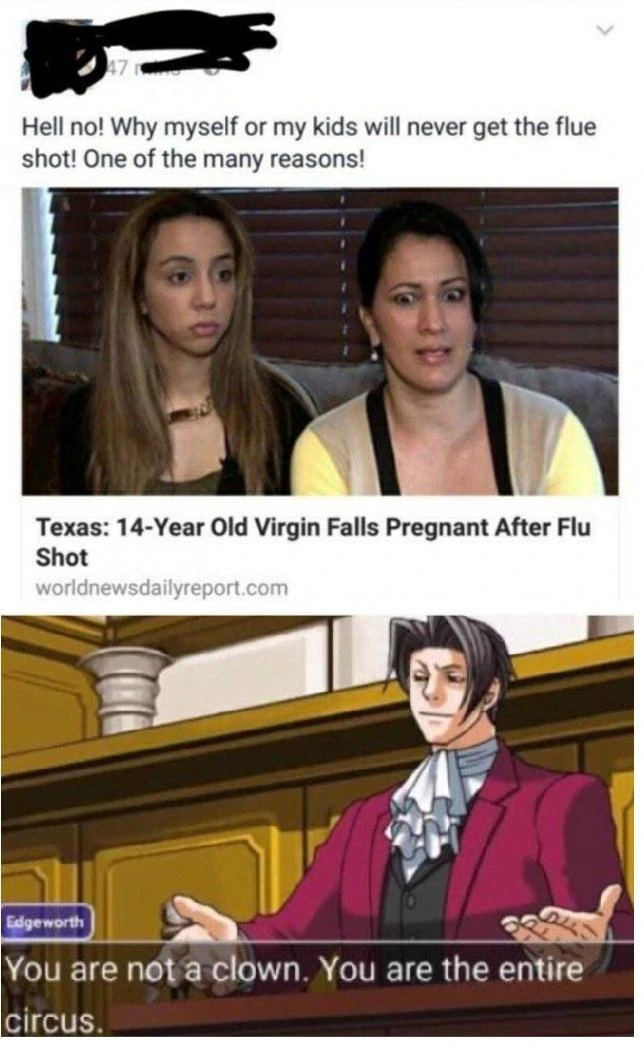 47
Hell no! Why myself or my kids will never get the flue
shot! One of the many reasons!
Texas: 14-Year Old Virgin Falls Pregnant After Flu
Shot
worldnewsdailyreport.com
Edgeworth
You are not a clown. You are the entire
circus.